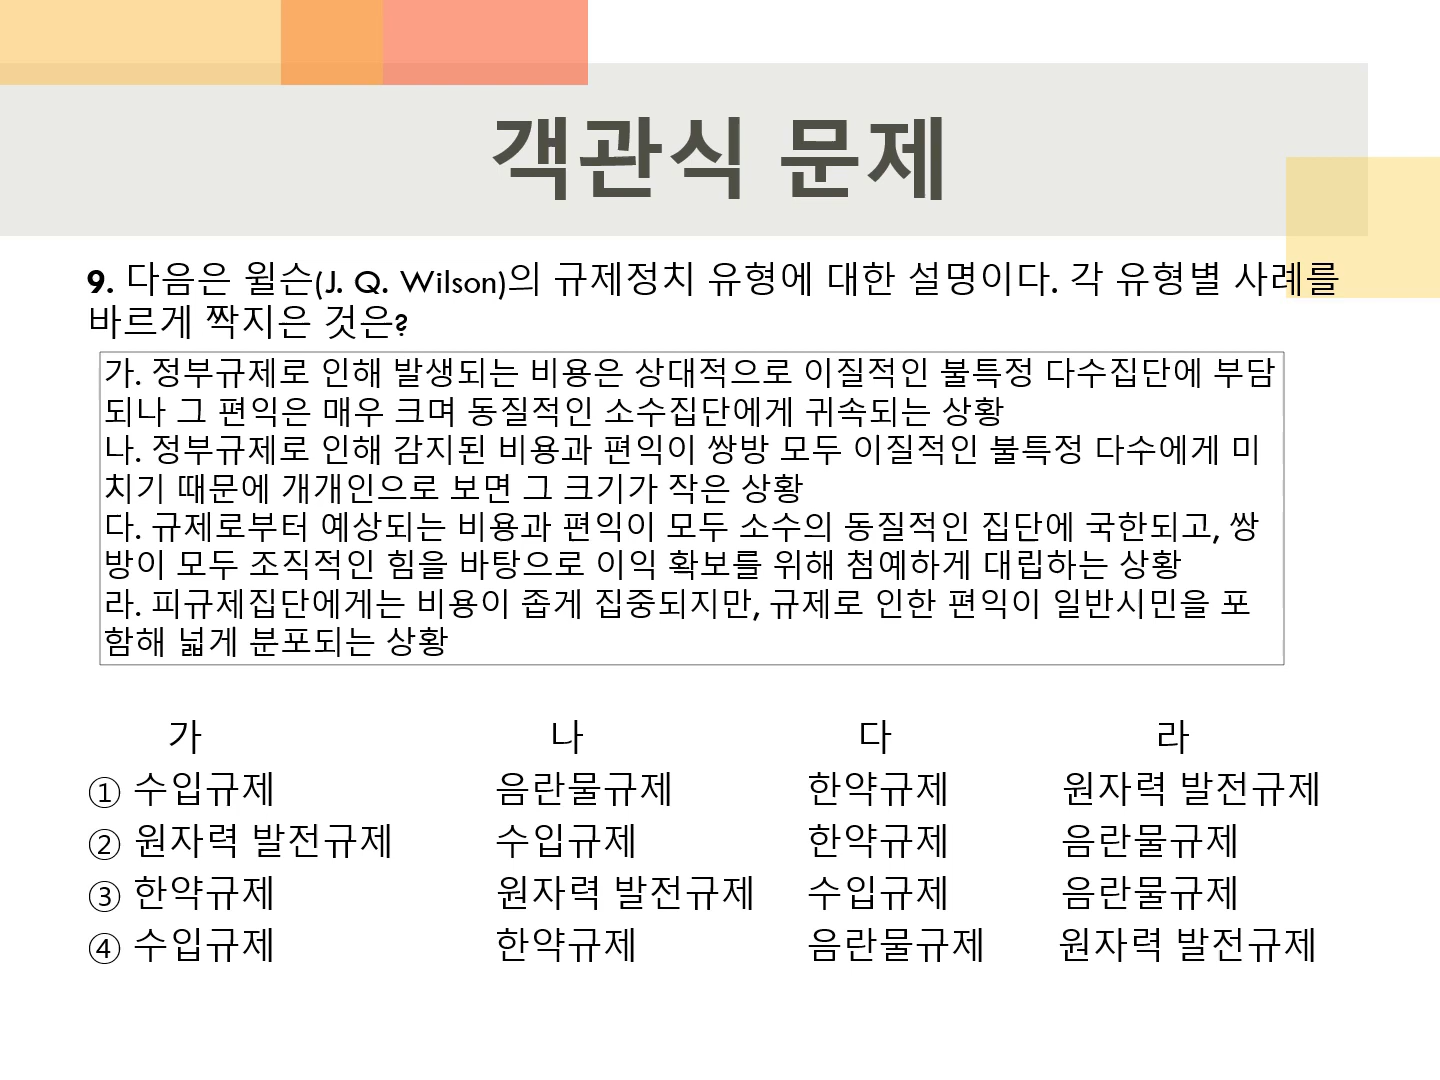 객관식 문제
9. 다음은 윌슨(J. Q. Wilson)의 규제정치 유형에 대한 설명이다. 각 유형별 사례를
바르게 짝지은 것은?
가. 정부규제로 인해 발생되는 비용은 상대적으로 이질적인 불특정 다수집단에 부담
되나 그 편익은 매우 크며 동질적인 소수집단에게 귀속되는 상황
나. 정부규제로 인해 감지된 비용과 편익이 쌍방 모두 이질적인 불특정 다수에게 미
치기 때문에 개개인으로 보면 그 크기가 작은 상황
다. 규제로부터 예상되는 비용과 편익이 모두 소수의 동질적인 집단에 국한되고, 쌍
방이 모두 조직적인 힘을 바탕으로 이익 확보를 위해 첨예하게 대립하는 상황
라. 피규제집단에게는 비용이 좁게 집중되지만, 규제로 인한 편익이 일반시민을 포
함해 넓게 분포되는 상황
가 나 다 라
① 수입규제 음란물규제 한약규제 원자력 발전규제
② 원자력 발전규제 수입규제 한약규제 음란물규제
③ 한약규제 원자력 발전규제 수입규제 음란물규제
④ 수입규제 한약규제 음란물규제 원자력 발전규제